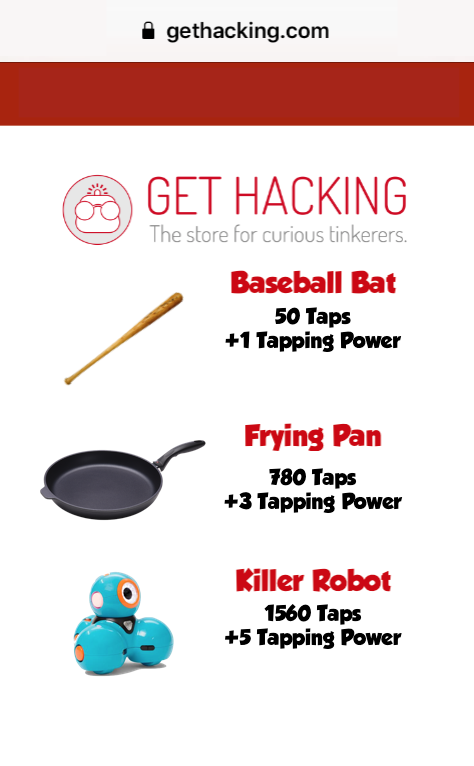 gethacking.com
GET HACKING
The store for curious tinkerers.
Baseball Bat
50 Taps
+1 Tapping Power
Frying Pan
780 Taps
+3 Tapping Power
Killer Robot
1560 Taps
+5 Tapping Power